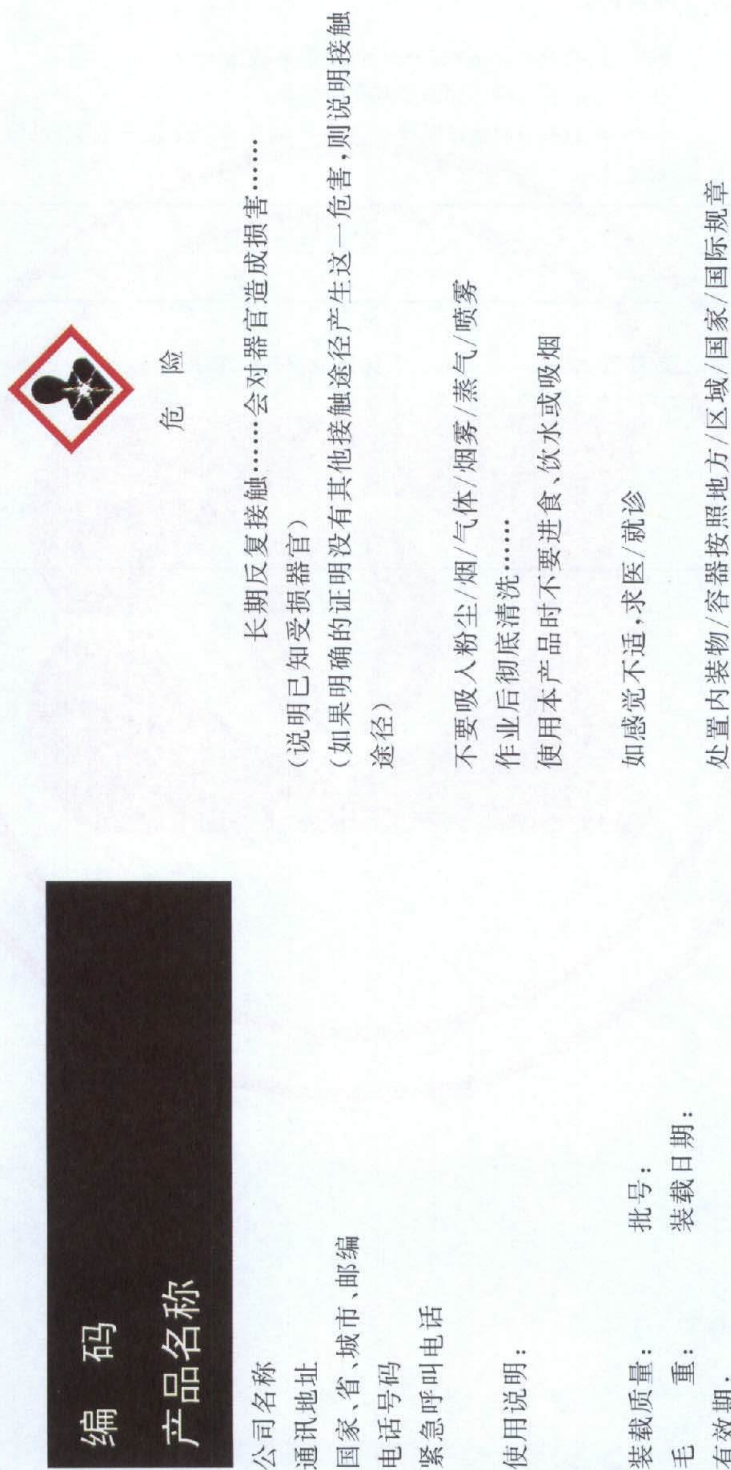 编 码
产品名称
公司名称
通讯地址
国家、省、城市、邮编
电话号码
紧急呼叫电话
使用说明:
装载质量: 批号:
毛 重: 装载日期:
有效期:
危 险
长期反复接触……会对器官造成损害……
(说明已知受损器官)
(如果明确的证明没有其他接触途径产生这一危害,则说明接触
途径)
不要吸入粉尘/烟/气体/烟雾/蒸气/喷雾
作业后彻底清洗……
使用本产品时不要进食、饮水或吸烟
如感觉不适,求医/就诊
处置内装物/容器按照地方/区域/国家/国际规章